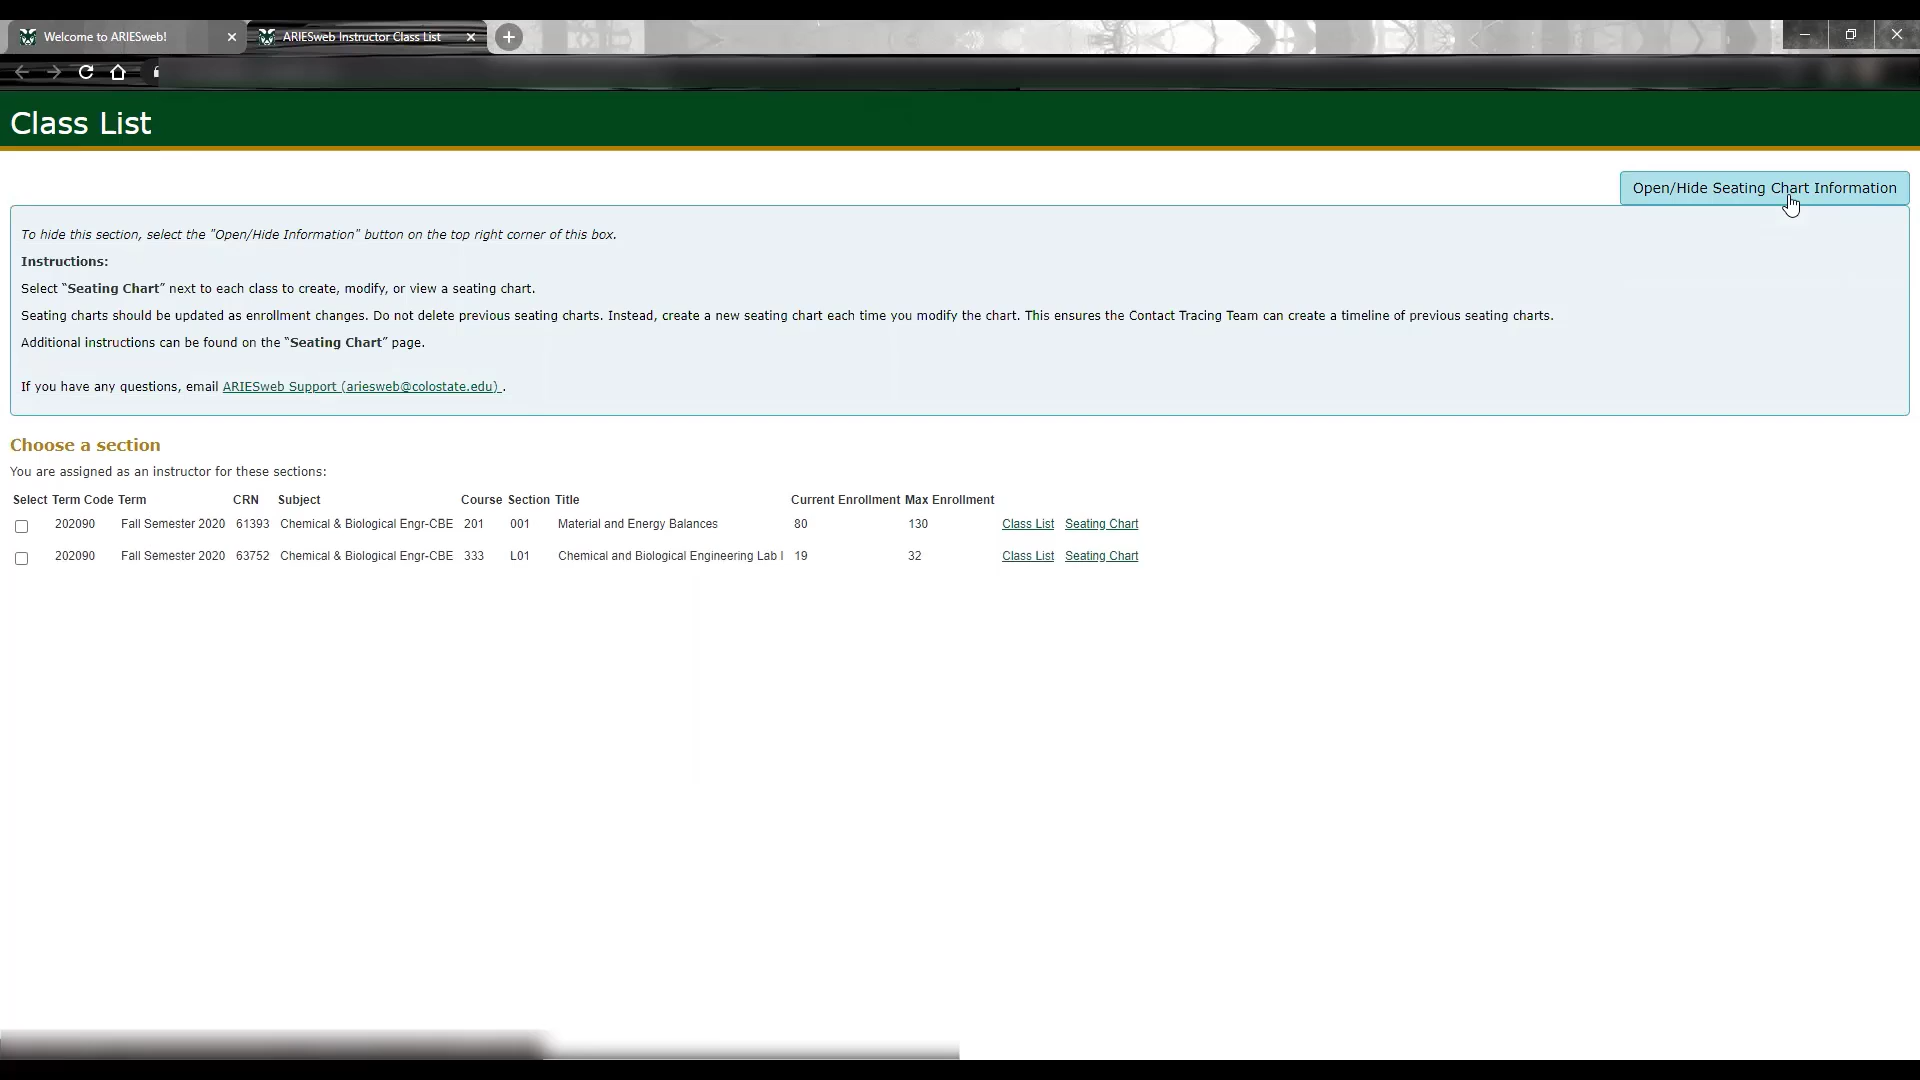 Welcome to ARIESweb!
ARIESweb Instructor Class List
Class List
Open/Hide Seating Chart Information
To hide this section, select the "Open/Hide Information" button on the top right corner of this box.
Instructions:
Select “Seating Chart” next to each class to create, modify, or view a seating chart.
Seating charts should be updated as enrollment changes. Do not delete previous seating charts. Instead, create a new seating chart each time you modify the chart. This ensures the Contact Tracing Team can create a timeline of previous seating charts.
Additional instructions can be found on the “Seating Chart” page.
If you have any questions, email ARIESweb Support (ariesweb@colostate.edu) .
Choose a section
You are assigned as an instructor for these sections:
Select Term Code Term CRN Subject Course Section Title Current Enrollment Max Enrollment
202090 Fall Semester 2020 61393 Chemical & Biological Engr-CBE 201 001 Material and Energy Balances 80 130 Class List Seating Chart
202090 Fall Semester 2020 63752 Chemical & Biological Engr-CBE 333 L01 Chemical and Biological Engineering Lab I 19 32 Class List Seating Chart